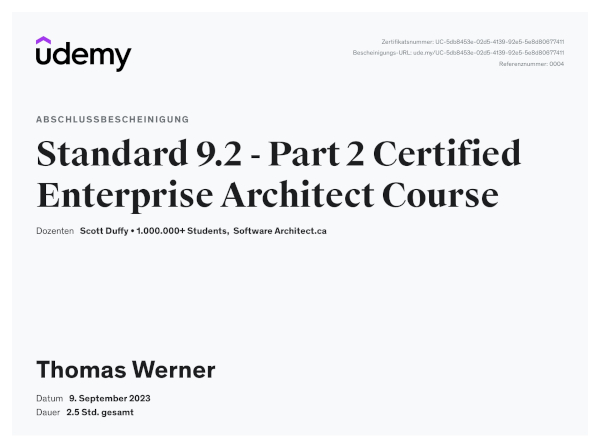 udemy
Zertifikatsnummer: UC-5db8453e-02d5-4139-92e5-5e8d80677411
Bescheinigungs-URL: ude.my/UC-5db8453e-02d5-4139-92e5-5e8d80677411
Referenznummer: 0004
ABSCHLUSSBESCHEINIGUNG
Standard 9.2 - Part 2 Certified
Enterprise Architect Course
Dozenten Scott Duffy • 1.000.000+ Students, Software Architect.ca
Thomas Werner
Datum 9. September 2023
Dauer 2.5 Std. gesamt